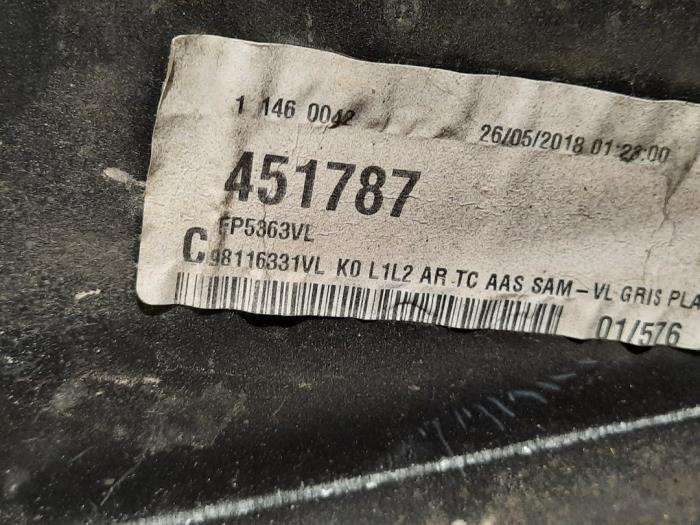 1 146 0042 26/05/2018 01:23:00
451787
FP5363VL
C 98116331VL K0 L1L2 AR TC AAS SAM-VL GRIS PLA
01/576